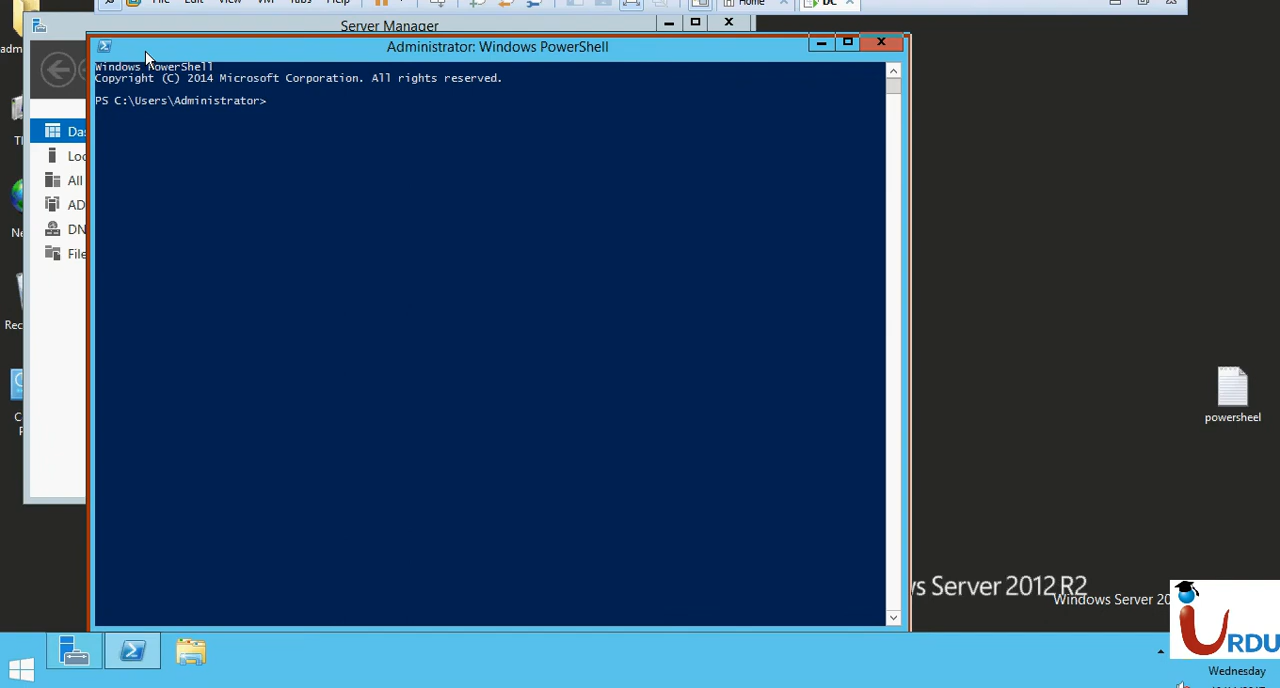 File Edit View VM Tabs Help
Home
DC
Server Manager
Administrator: Windows PowerShell
Windows PowerShell
Copyright (C) 2014 Microsoft Corporation. All rights reserved.
PS C:\Users\Administrator>
Das
Loc
All
AD
DN
File
powersheel
s Server 2012 R2
Windows Server 20
URDU
Wednesday